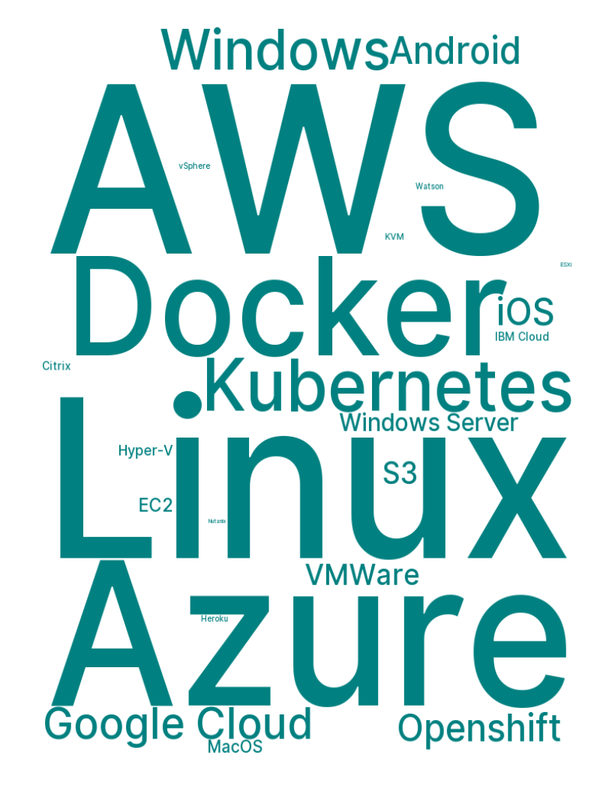 Windows
Android
AWS
vSphere
Watson
KVM
ESXi
Docker
iOS
IBM Cloud
Citrix
Kubernetes
Windows Server
Linux
Hyper-V
S3
EC2
Nutanix
VMWare
Azure
Heroku
Google Cloud
Openshift
MacOS